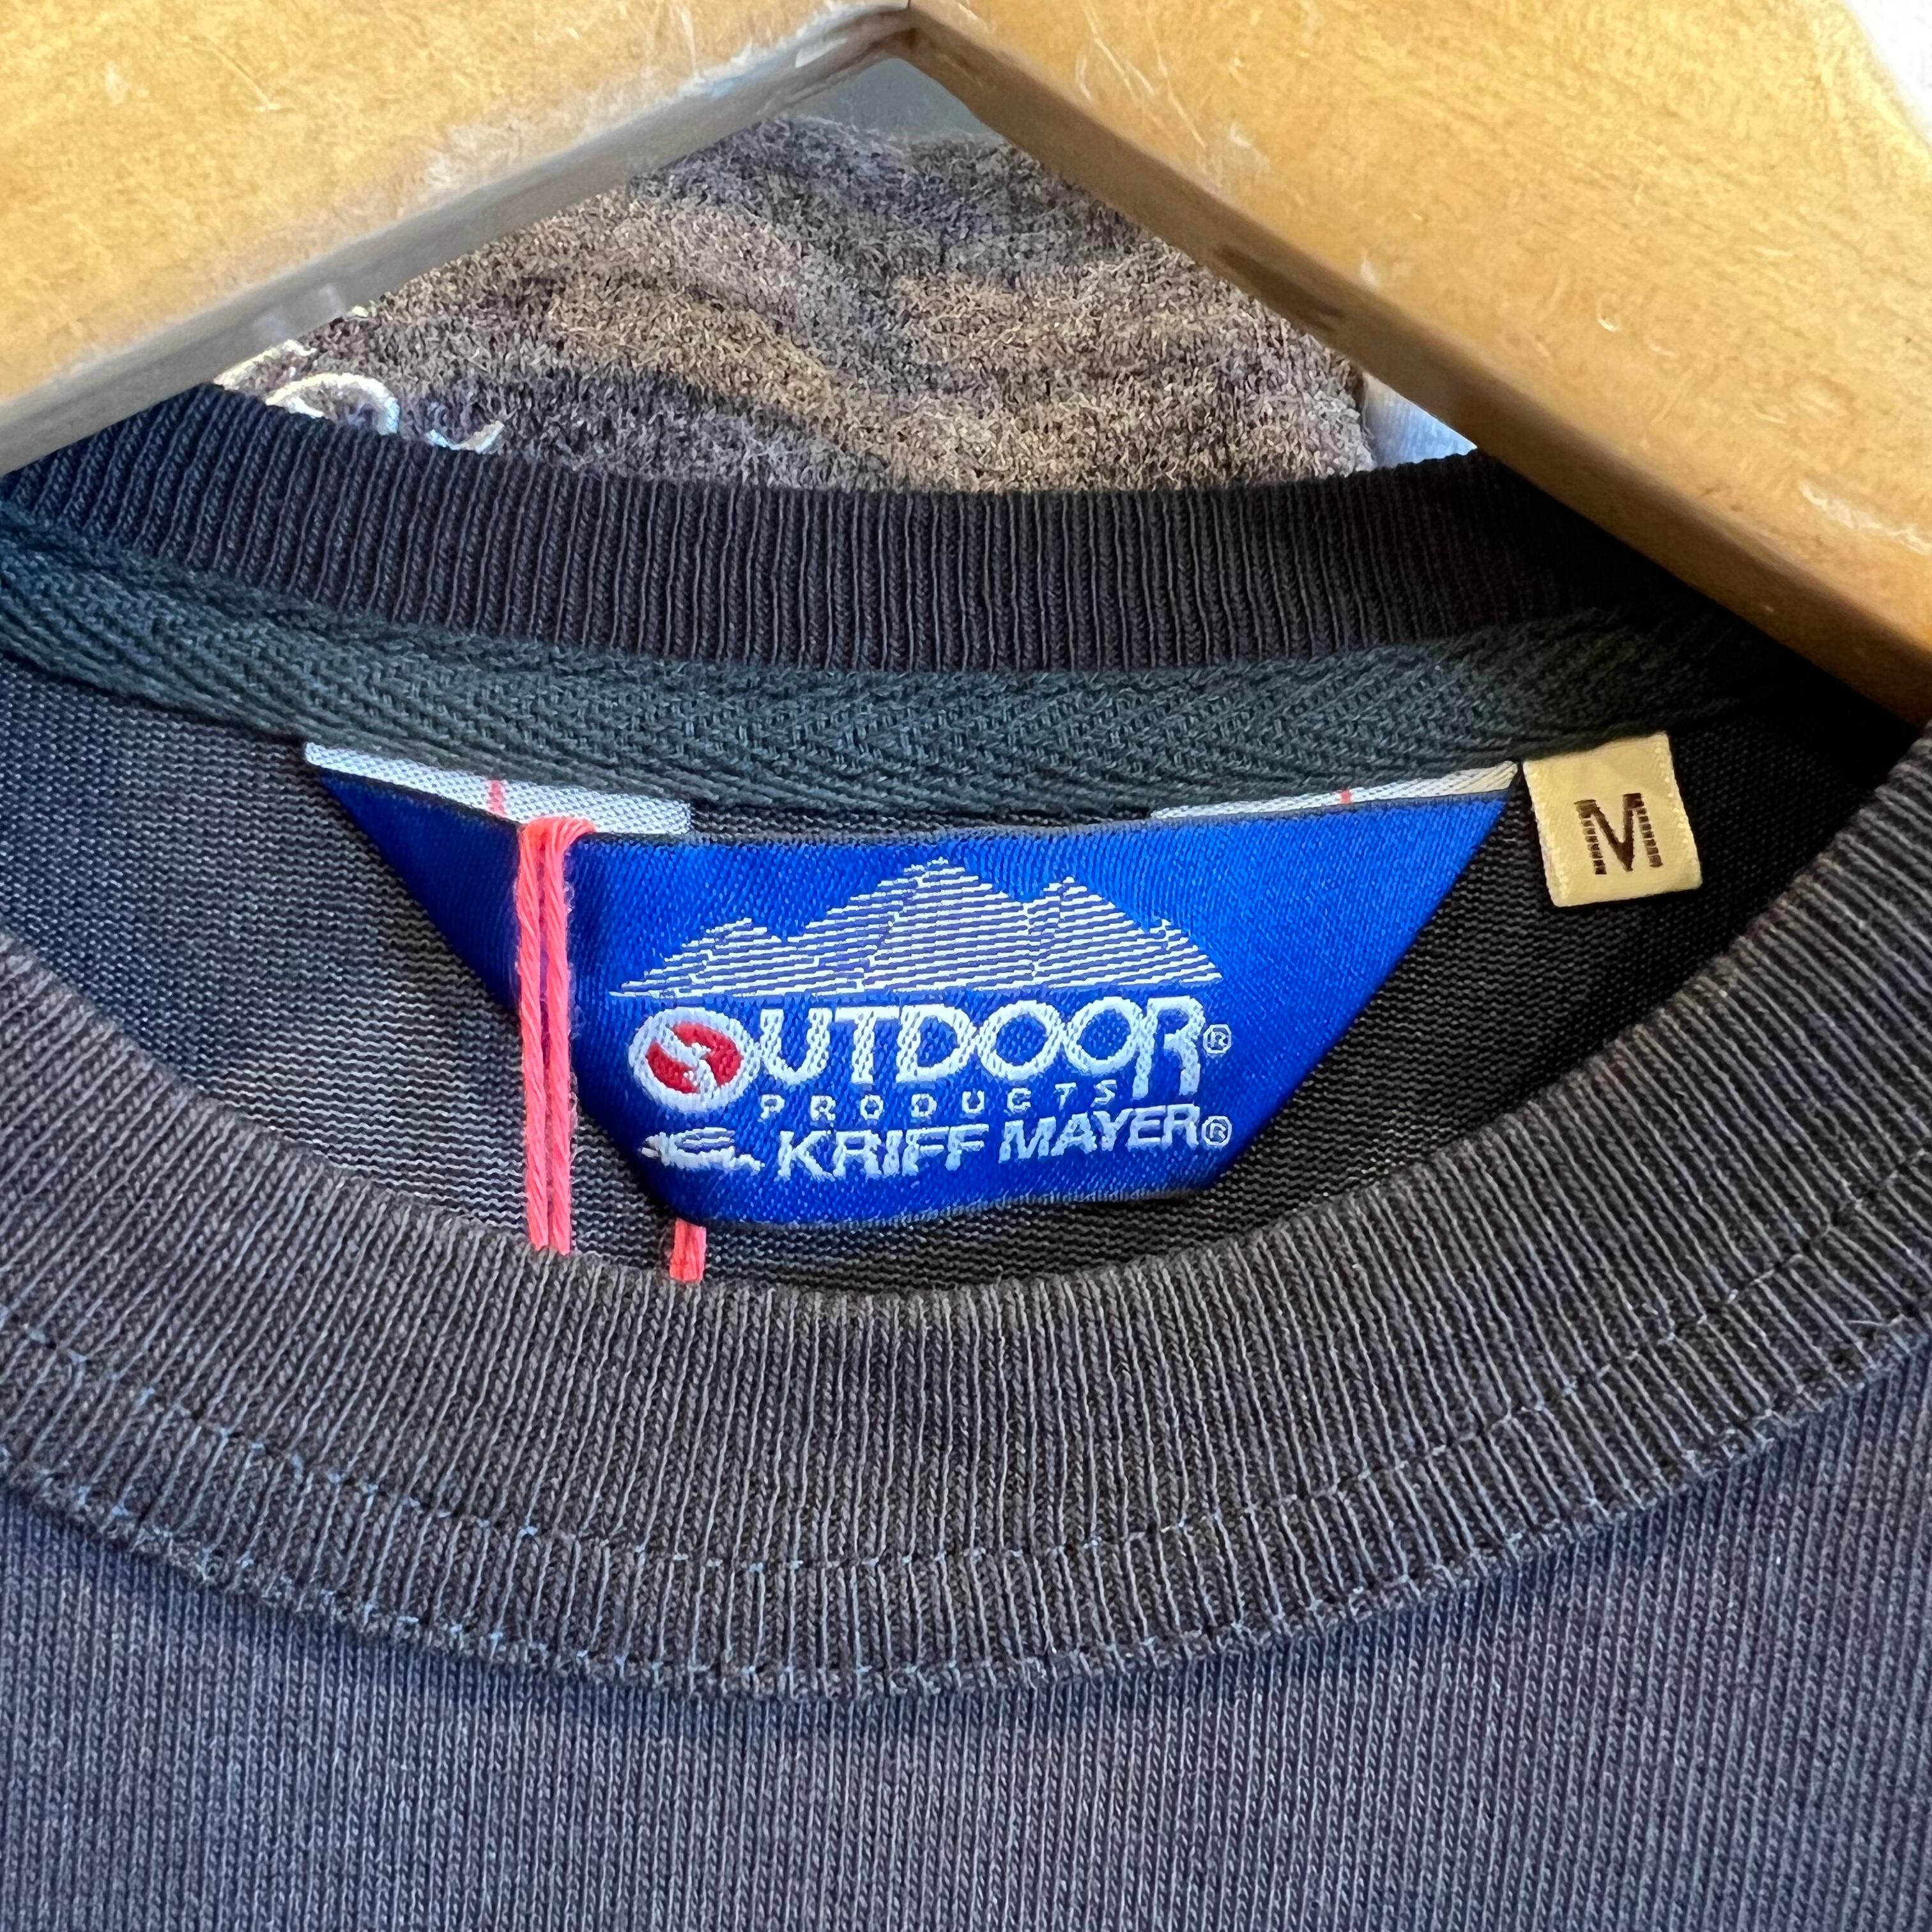 M
OUTDOOR®
PRODUCTS
KRIFF MAYER®